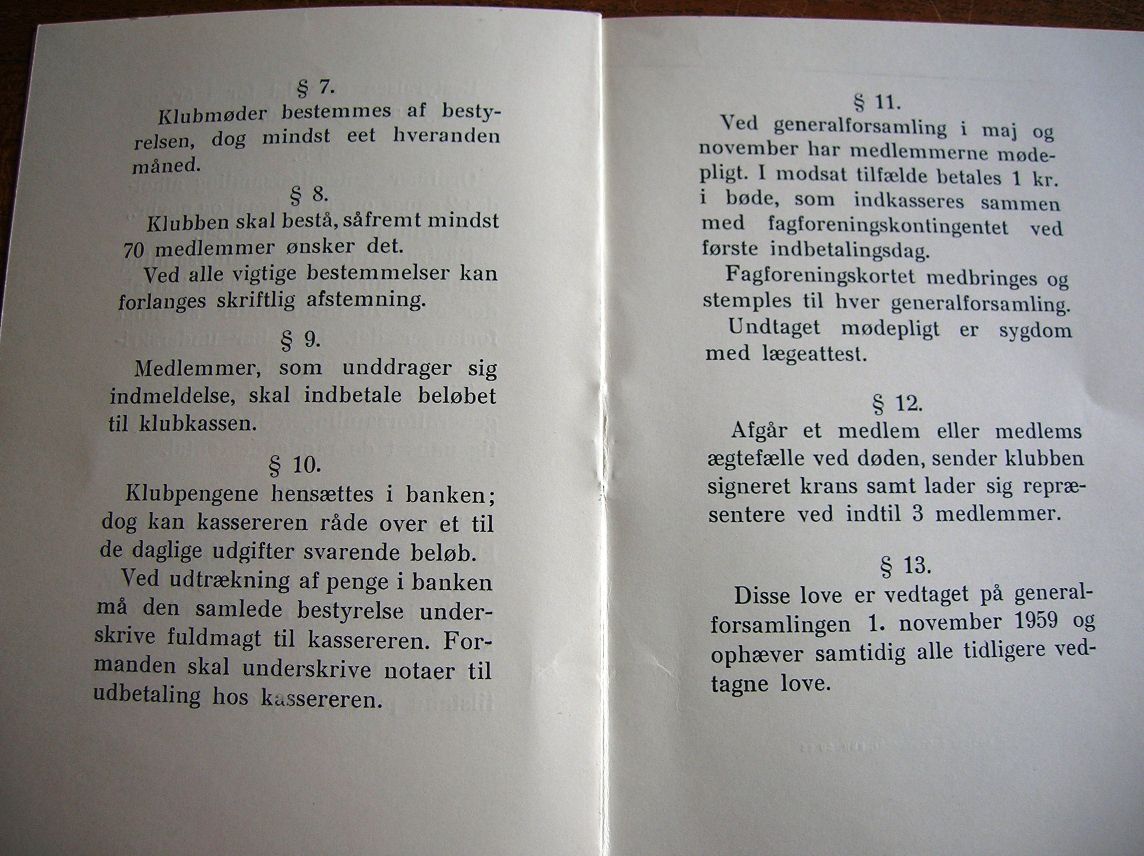 § 7.
Klubmøder bestemmes af besty-
relsen, dog mindst eet hveranden
måned.
§ 8.
Klubben skal bestå, såfremt mindst
70 medlemmer ønsker det.
Ved alle vigtige bestemmelser kan
forlanges skriftlig afstemning.
§ 9.
Medlemmer, som unddrager sig
indmeldelse, skal indbetale beløbet
til klubkassen.
§ 10.
Klubpengene hensættes i banken;
dog kan kassereren råde over et til
de daglige udgifter svarende beløb.
Ved udtrækning af penge i banken
må den samlede bestyrelse under-
skrive fuldmagt til kassereren. For-
manden skal underskrive notaer til
udbetaling hos kassereren.
§ 11.
Ved generalforsamling i maj og
november har medlemmerne møde-
pligt. I modsat tilfælde betales 1 kr.
i bøde, som indkasseres sammen
med fagforeningskontingentet ved
første indbetalingsdag.
Fagforeningskortet medbringes og
stemples til hver generalforsamling.
Undtaget mødepligt er sygdom
med lægeattest.
§ 12.
Afgår et medlem eller medlems
ægtefælle ved døden, sender klubben
signeret krans samt lader sig repræ-
sentere ved indtil 3 medlemmer.
§ 13.
Disse love er vedtaget på general-
forsamlingen 1. november 1959 og
ophæver samtidig alle tidligere ved-
tagne love.